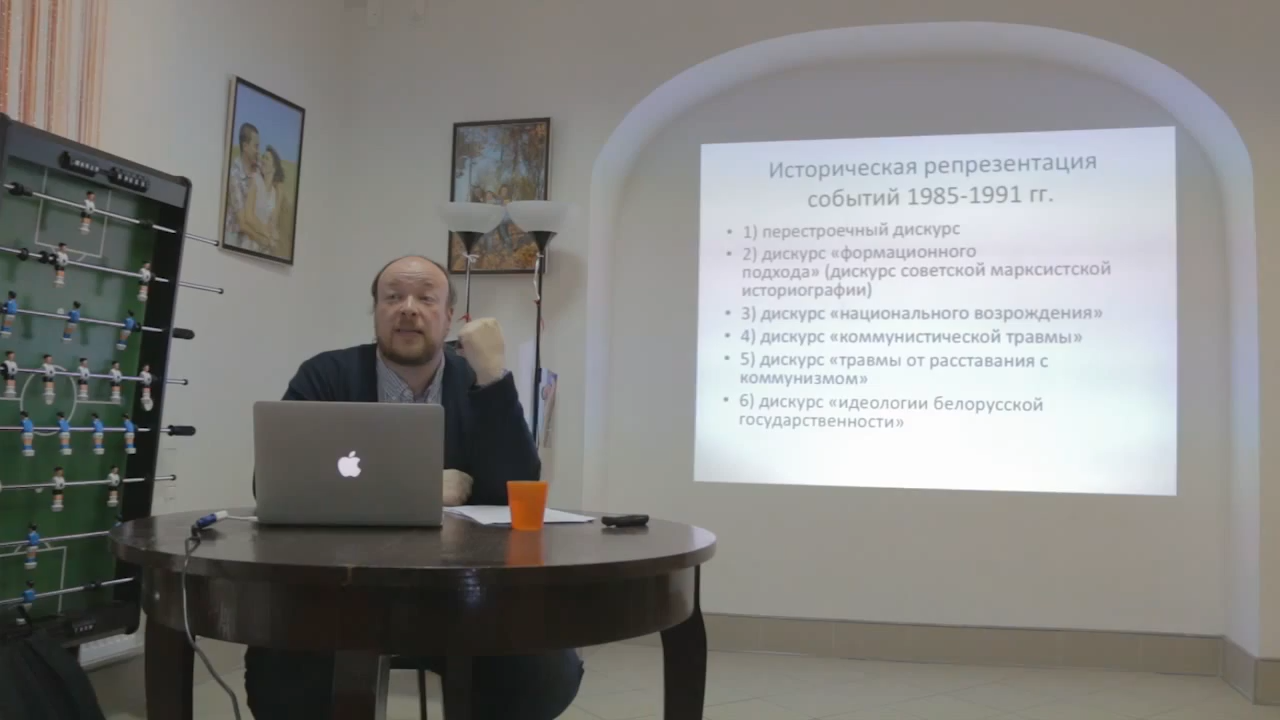 Историческая репрезентация
событий 1985-1991 гг.
• 1) перестроечный дискурс
• 2) дискурс «формационного
подхода» (дискурс советской марксистской
историографии)
• 3) дискурс «национального возрождения»
• 4) дискурс «коммунистической травмы»
• 5) дискурс «травмы от расставания с
коммунизмом»
• 6) дискурс «идеологии белорусской
государственности»